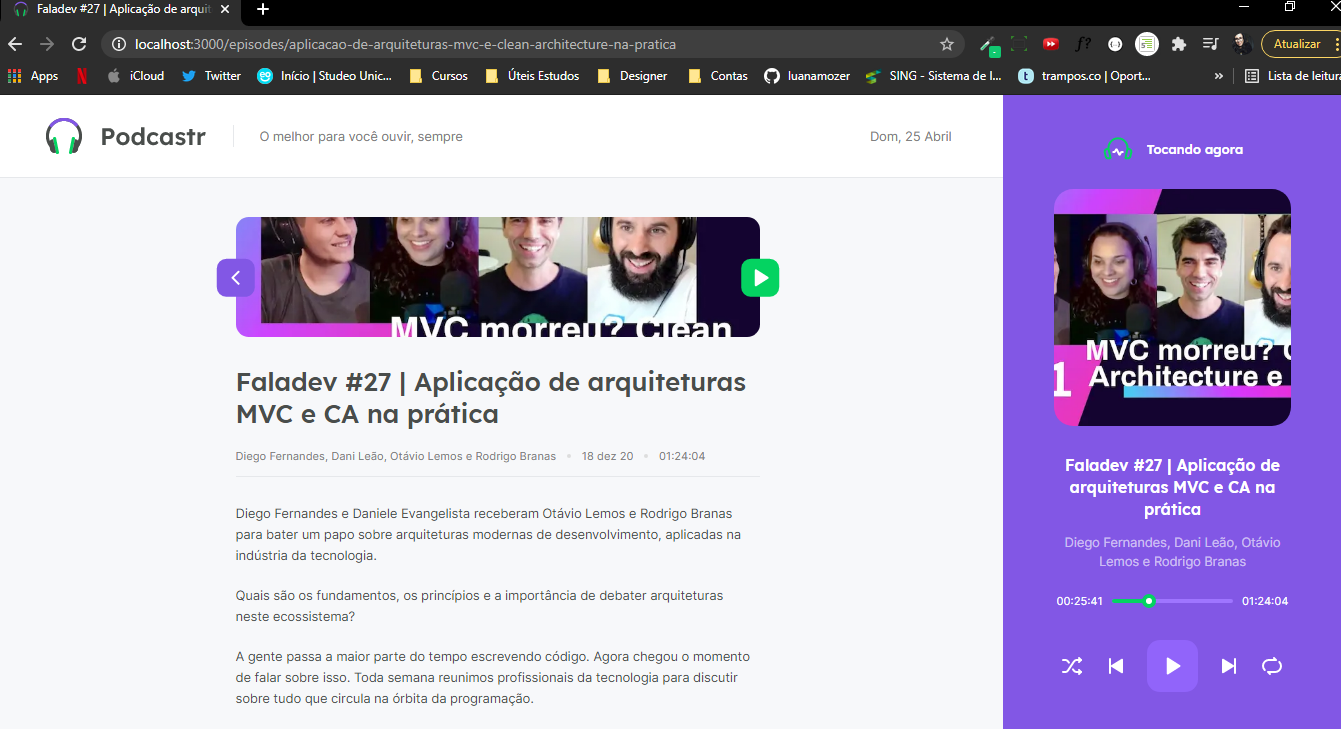 Faladev #27 | Aplicação de arquit
localhost:3000/episodes/aplicacao-de-arquiteturas-mvc-e-clean-architecture-na-pratica
f?
Atualizar
Apps
N
iCloud
Twitter
Início | Studeo Unic...
Cursos
Úteis Estudos
Designer
Contas
luanamozer
SING - Sistema de I...
t
trampos.co | Oport...
»
Lista de leitura
Podcastr
O melhor para você ouvir, sempre
Dom, 25 Abril
MVC morreu? Clean
Faladev #27 | Aplicação de arquiteturas
MVC e CA na prática
Diego Fernandes, Dani Leão, Otávio Lemos e Rodrigo Branas • 18 dez 20 • 01:24:04
Diego Fernandes e Daniele Evangelista receberam Otávio Lemos e Rodrigo Branas
para bater um papo sobre arquiteturas modernas de desenvolvimento, aplicadas na
indústria da tecnologia.
Quais são os fundamentos, os princípios e a importância de debater arquiteturas
neste ecossistema?
A gente passa a maior parte do tempo escrevendo código. Agora chegou o momento
de falar sobre isso. Toda semana reunimos profissionais da tecnologia para discutir
sobre tudo que circula na órbita da programação.
Tocando agora
MVC morreu?
1 Architecture e
Faladev #27 | Aplicação de
arquiteturas MVC e CA na
prática
Diego Fernandes, Dani Leão, Otávio
Lemos e Rodrigo Branas
00:25:41
01:24:04